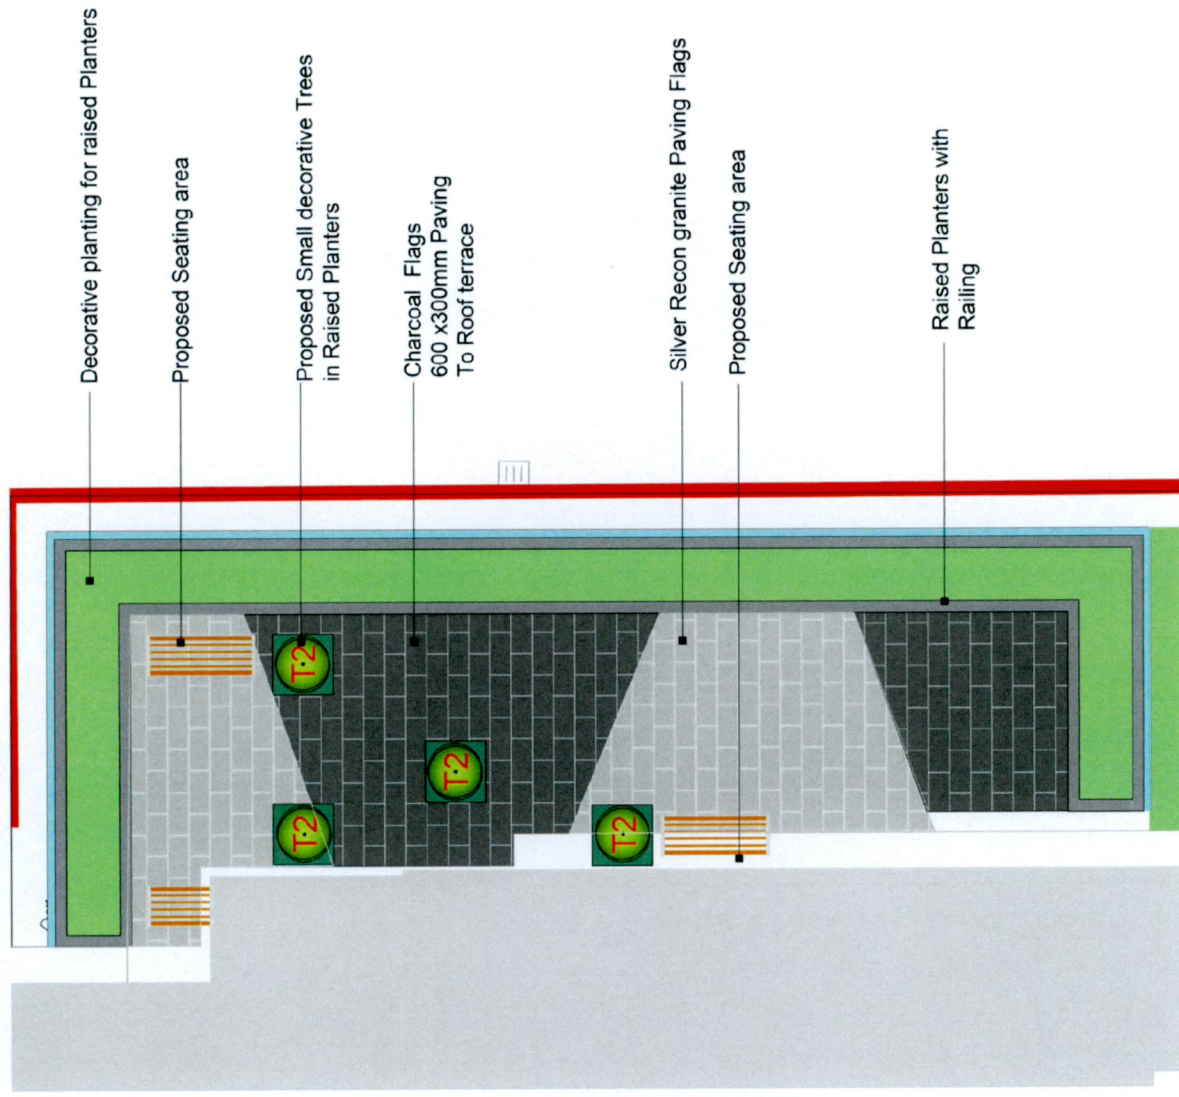 Decorative planting for raised Planters
Proposed Seating area
Proposed Small decorative Trees
in Raised Planters
Charcoal Flags
600 x300mm Paving
To Roof terrace
Silver Recon granite Paving Flags
Proposed Seating area
Raised Planters with
Railing
T2
T2
T2
T2